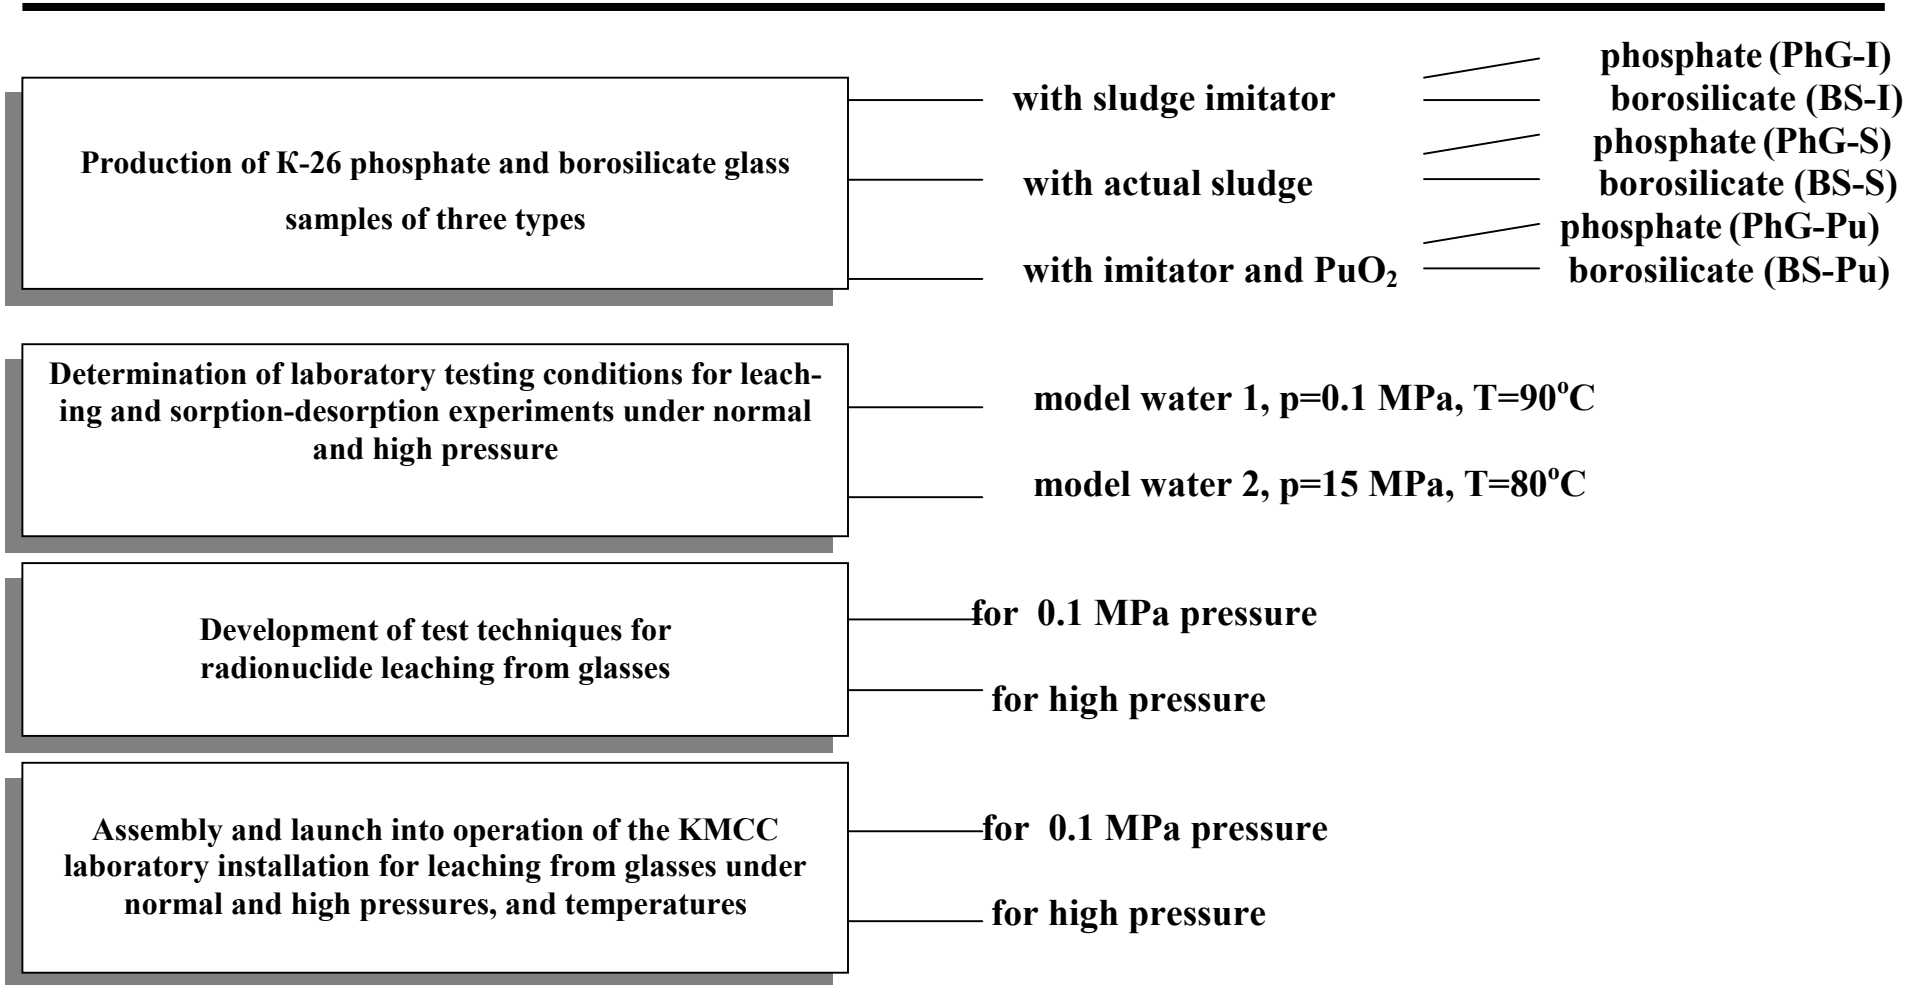 Production of К-26 phosphate and borosilicate glass
samples of three types
with sludge imitator
phosphate (PhG-I)
borosilicate (BS-I)
with actual sludge
phosphate (PhG-S)
borosilicate (BS-S)
with imitator and PuO₂
phosphate (PhG-Pu)
borosilicate (BS-Pu)
Determination of laboratory testing conditions for leach-
ing and sorption-desorption experiments under normal
and high pressure
model water 1, p=0.1 MPa, T=90°C
model water 2, p=15 MPa, T=80°C
Development of test techniques for
radionuclide leaching from glasses
for 0.1 MPa pressure
for high pressure
Assembly and launch into operation of the KMCC
laboratory installation for leaching from glasses under
normal and high pressures, and temperatures
for 0.1 MPa pressure
for high pressure